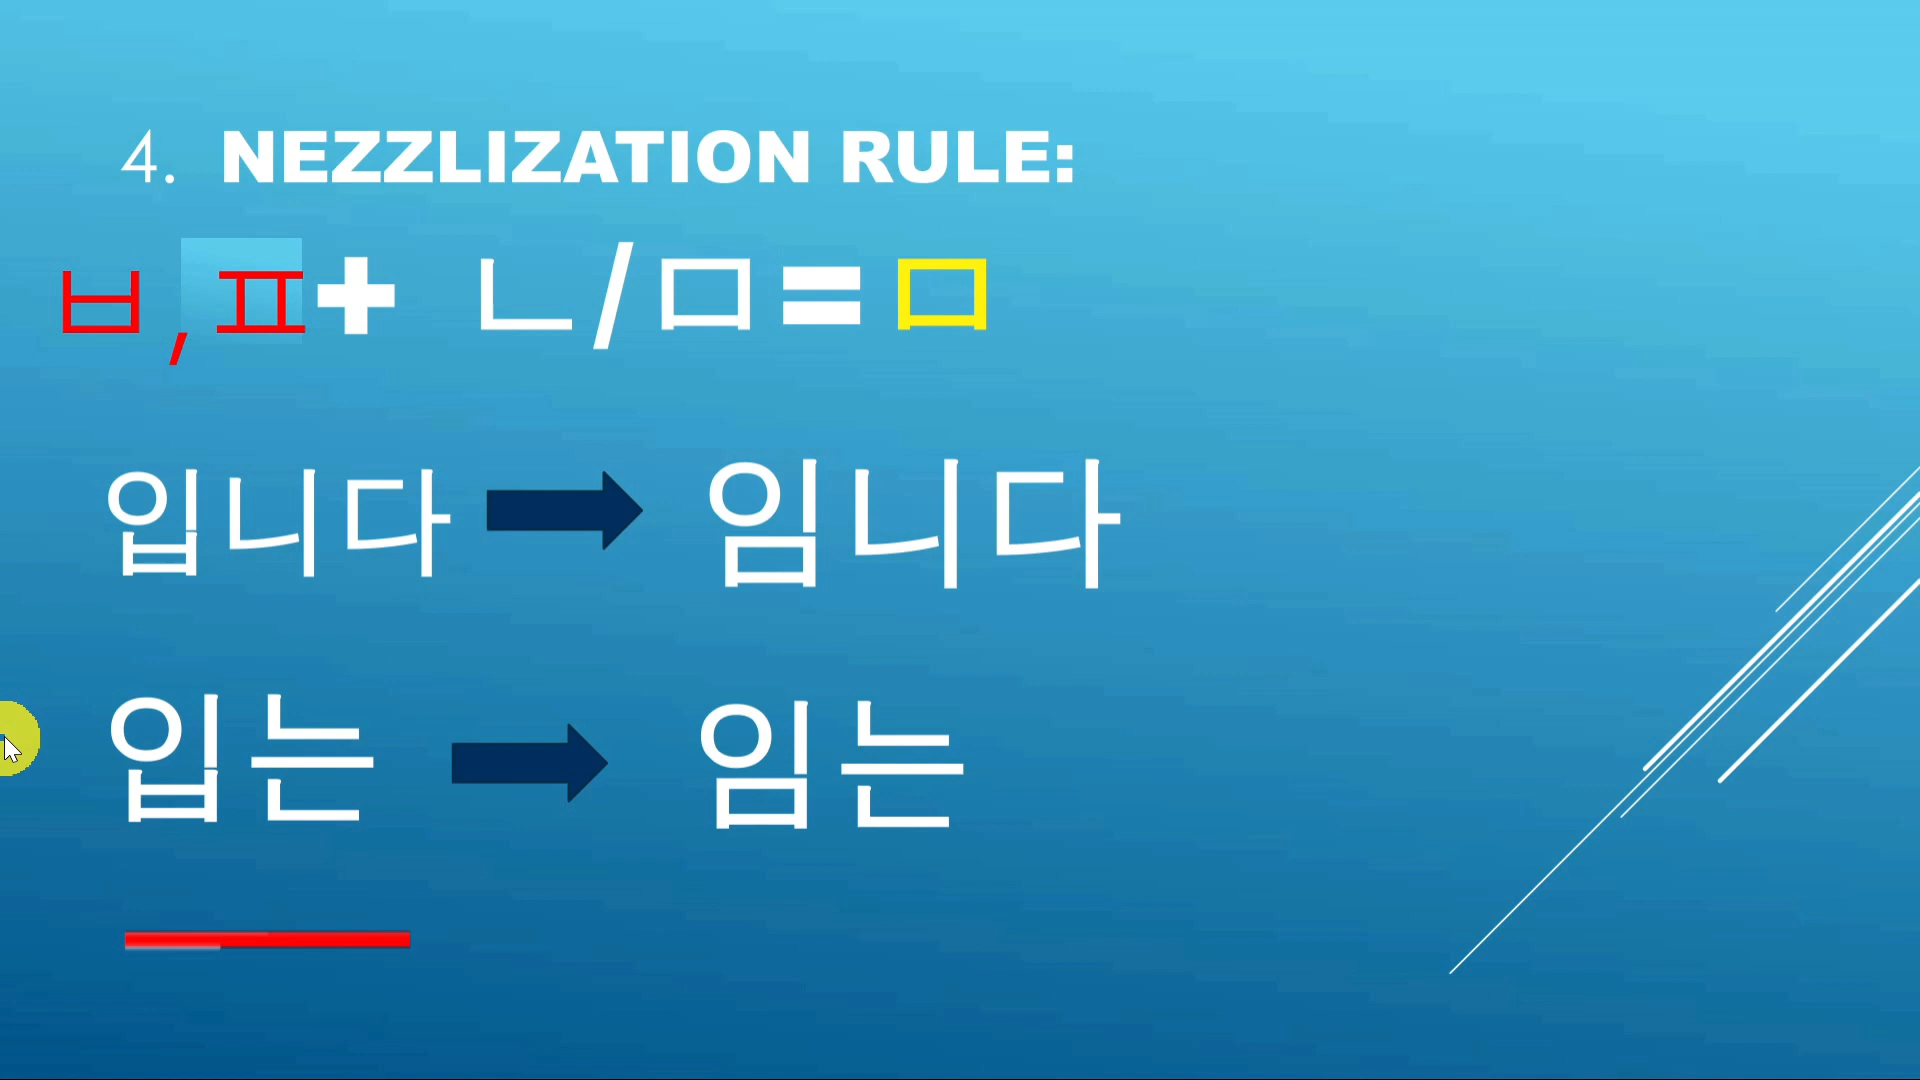 4. NEZZLIZATION RULE:
ㅂ,ㅍ+ ㄴ/ㅁ=ㅁ
입니다 임니다
입는 임는